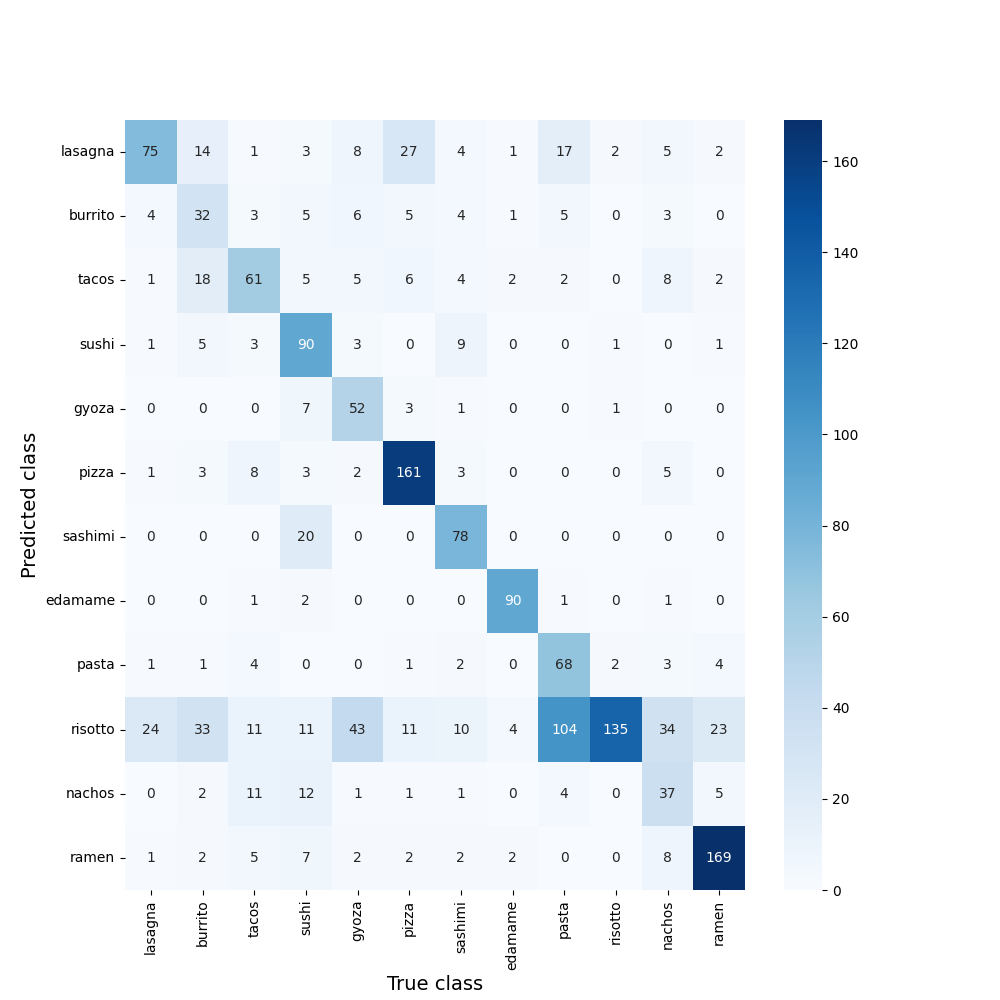 lasagna 75 14 1 3 8 27 4 1 17 2 5 2
burrito 4 32 3 5 6 5 4 1 5 0 3 0
tacos 1 18 61 5 5 6 4 2 2 0 8 2
sushi 1 5 3 90 3 0 9 0 0 1 0 1
gyoza 0 0 0 7 52 3 1 0 0 1 0 0
pizza 1 3 8 3 2 161 3 0 0 0 5 0
sashimi 0 0 0 20 0 0 78 0 0 0 0 0
edamame 0 0 1 2 0 0 0 90 1 0 1 0
pasta 1 1 4 0 0 1 2 0 68 2 3 4
risotto 24 33 11 11 43 11 10 4 104 135 34 23
nachos 0 2 11 12 1 1 1 0 4 0 37 5
ramen 1 2 5 7 2 2 2 2 0 0 8 169
Predicted class
lasagna burrito tacos sushi gyoza pizza sashimi edamame pasta risotto nachos ramen
True class
160
140
120
100
80
60
40
20
0